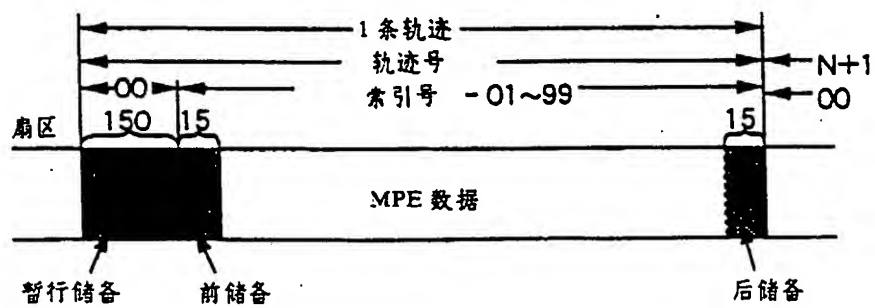 1 条轨迹
轨迹号 N+1
00 索引号 -01~99 00
扇区 150 15 15
MPE 数据
暂行储备 前储备 后储备